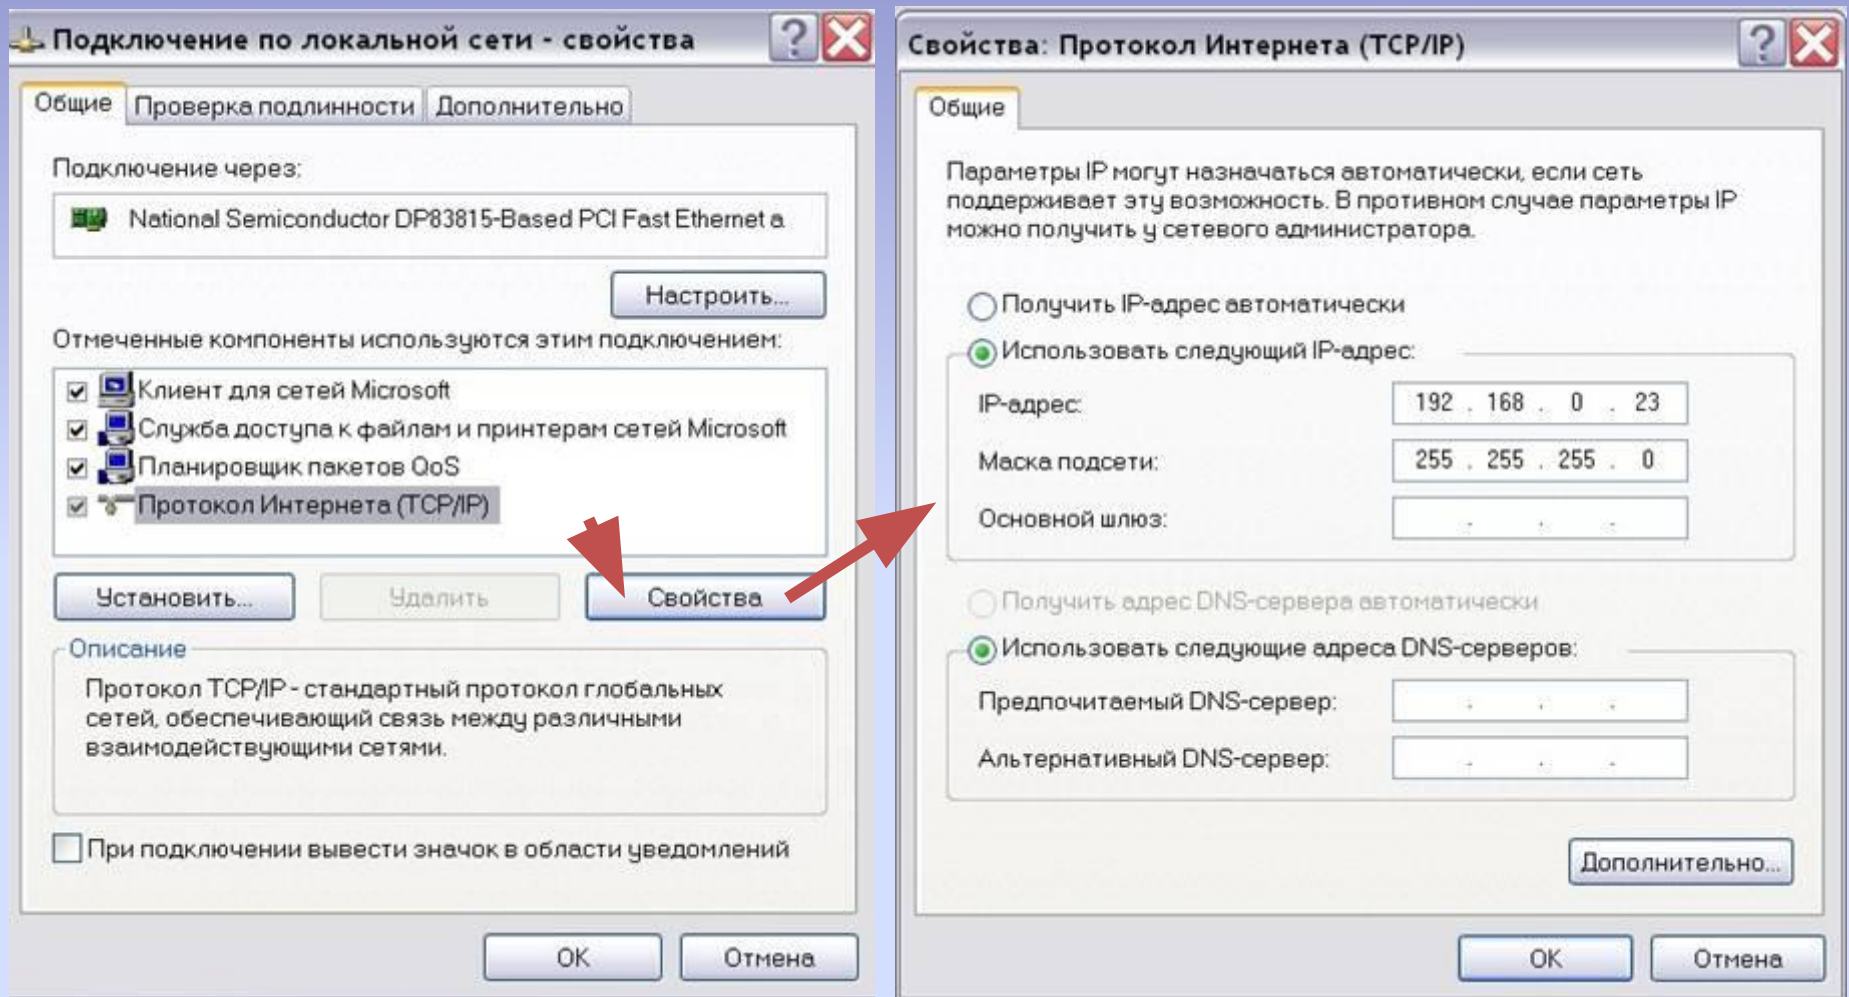 Подключение по локальной сети - свойства
Общие
Проверка подлинности
Дополнительно
Подключение через:
National Semiconductor DP83815-Based PCI Fast Ethernet a
Настроить...
Отмеченные компоненты используются этим подключением:
Клиент для сетей Microsoft
Служба доступа к файлам и принтерам сетей Microsoft
Планировщик пакетов QoS
Протокол Интернета (TCP/IP)
Установить...
Удалить
Свойства
Описание
Протокол TCP/IP - стандартный протокол глобальных
сетей, обеспечивающий связь между различными
взаимодействующими сетями.
При подключении вывести значок в области уведомлений
ОК
Отмена
Свойства: Протокол Интернета (TCP/IP)
Общие
Параметры IP могут назначаться автоматически, если сеть
поддерживает эту возможность. В противном случае параметры IP
можно получить у сетевого администратора.
Получить IP-адрес автоматически
Использовать следующий IP-адрес:
IP-адрес: 192 . 168 . 0 . 23
Маска подсети: 255 . 255 . 255 . 0
Основной шлюз: . . .
Получить адрес DNS-сервера автоматически
Использовать следующие адреса DNS-серверов:
Предпочитаемый DNS-сервер: . . .
Альтернативный DNS-сервер: . . .
Дополнительно...
ОК
Отмена